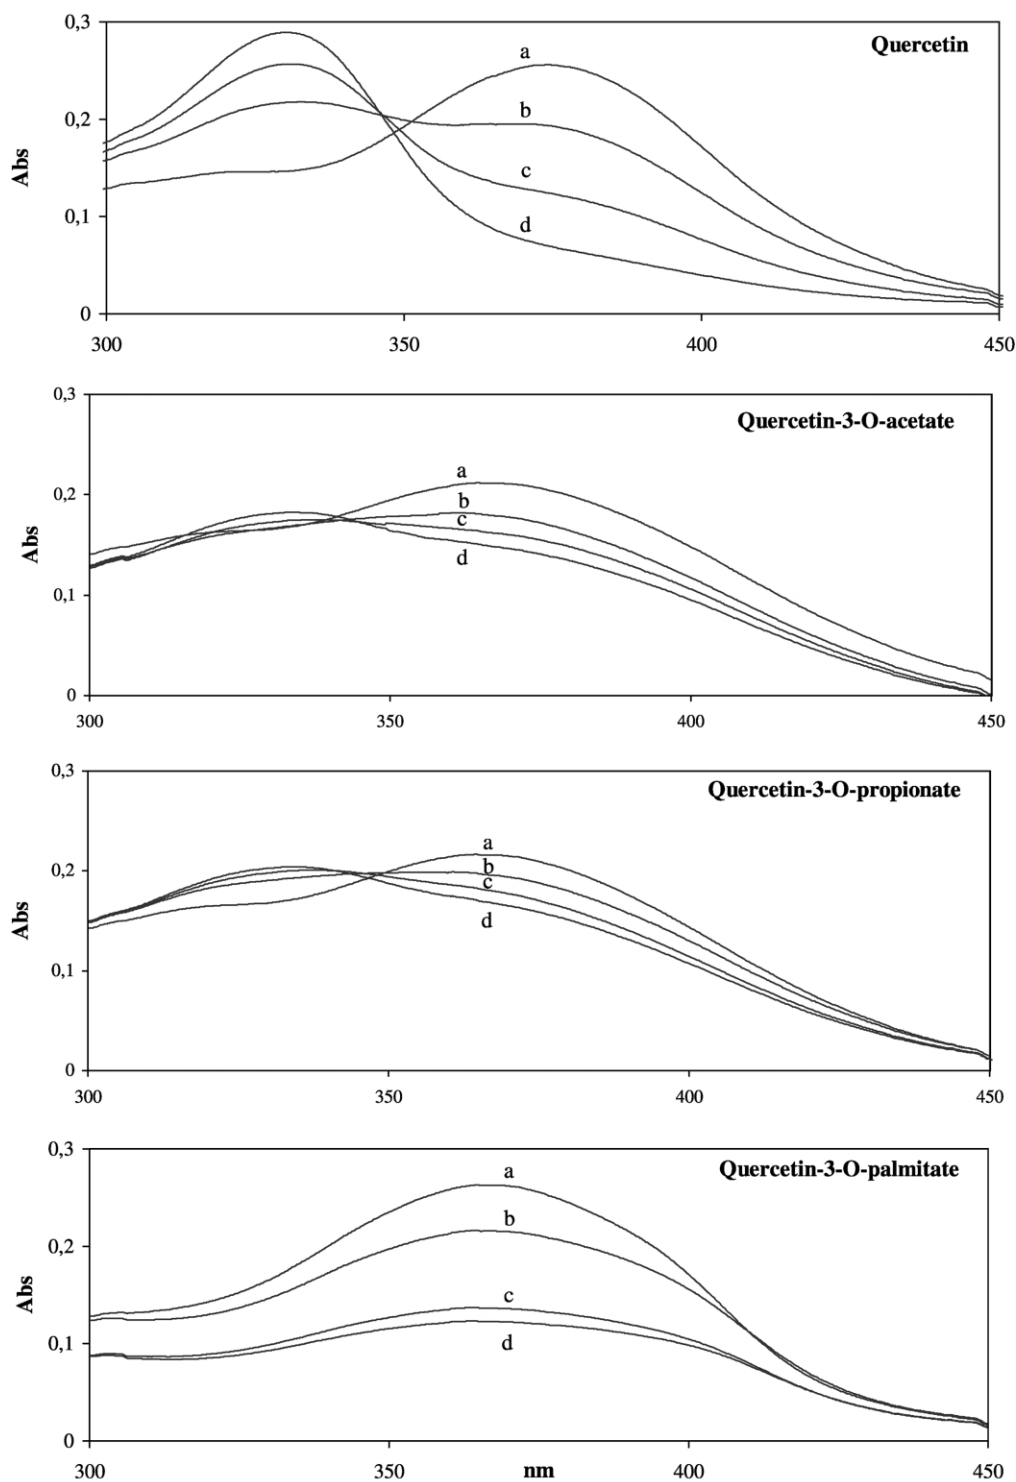 0,3
Quercetin
a
b
0,2
Abs
c
d
0,1
0
300
350
400
450
0,3
Quercetin-3-O-acetate
a
b
0,2
c
Abs
d
0,1
0
300
350
400
450
0,3
Quercetin-3-O-propionate
a
b
0,2
c
d
Abs
0,1
0
300
350
400
450
0,3
Quercetin-3-O-palmitate
a
b
0,2
Abs
c
0,1
d
0
300
350
nm
400
450